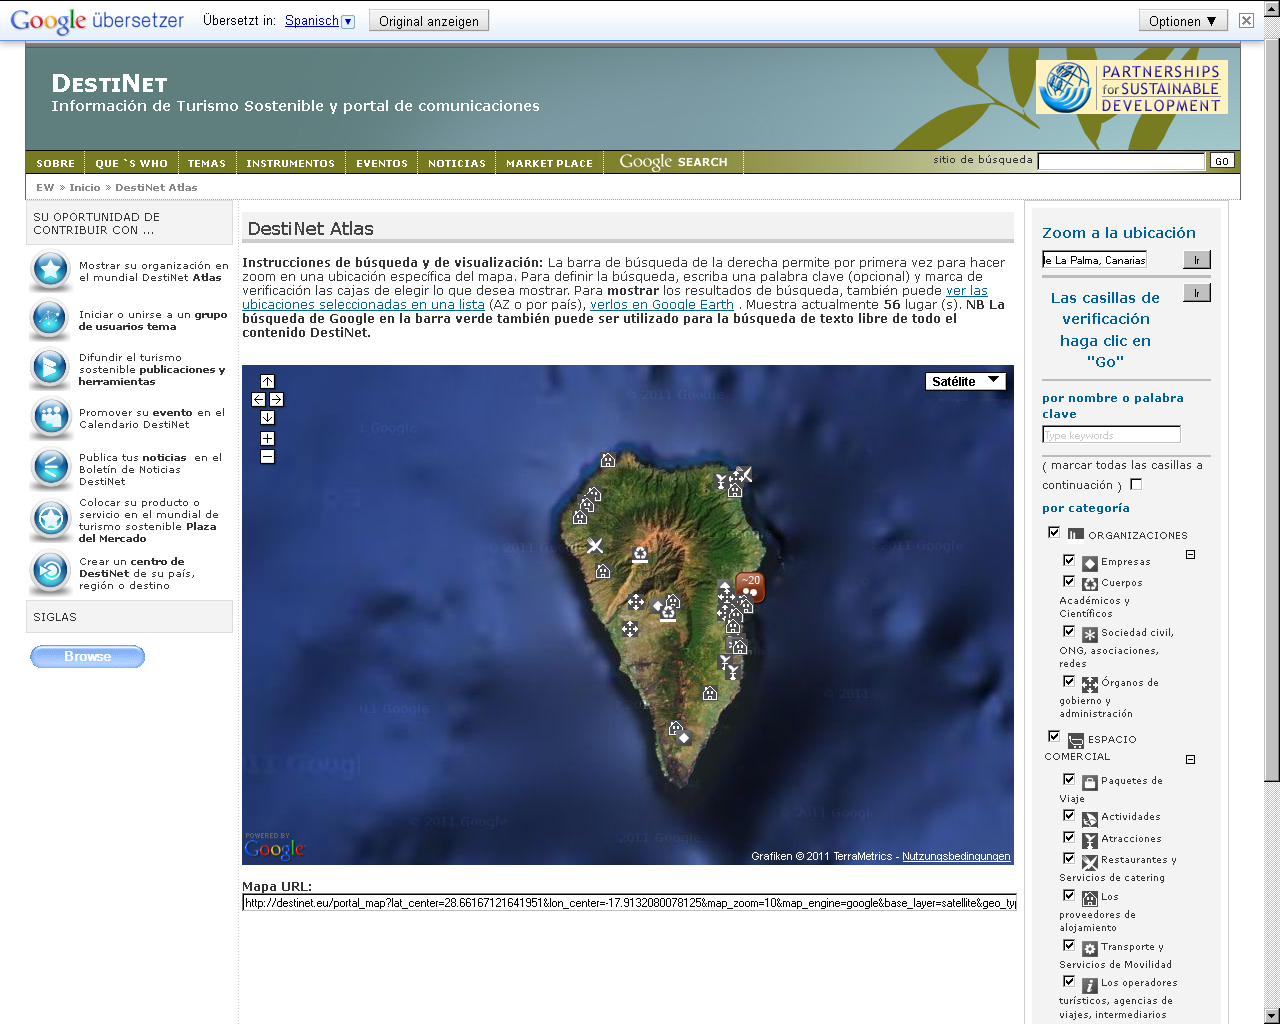 Google übersetzer Übersetzt in: Spanisch ▼ Original anzeigen Optionen ▼
DestiNet
Información de Turismo Sostenible y portal de comunicaciones
PARTNERSHIPS
for SUSTAINABLE
DEVELOPMENT
SOBRE QUE `S WHO TEMAS INSTRUMENTOS EVENTOS NOTICIAS MARKET PLACE Google SEARCH sitio de búsqueda GO
EW » Inicio » DestiNet Atlas
SU OPORTUNIDAD DE
CONTRIBUIR CON ...
Mostrar su organización en
el mundial DestiNet Atlas
Iniciar o unirse a un grupo
de usuarios tema
Difundir el turismo
sostenible publicaciones y
herramientas
Promover su evento en el
Calendario DestiNet
Publica tus noticias en el
Boletín de Noticias
DestiNet
Colocar su producto o
servicio en el mundial de
turismo sostenible Plaza
del Mercado
Crear un centro de
DestiNet de su país,
región o destino
SIGLAS
Browse
DestiNet Atlas
Instrucciones de búsqueda y de visualización: La barra de búsqueda de la derecha permite por primera vez para hacer
zoom en una ubicación específica del mapa. Para definir la búsqueda, escriba una palabra clave (opcional) y marca de
verificación las cajas de elegir lo que desea mostrar. Para mostrar los resultados de búsqueda, también puede ver las
ubicaciones seleccionadas en una lista (AZ o por país), verlos en Google Earth . Muestra actualmente 56 lugar (s). NB La
búsqueda de Google en la barra verde también puede ser utilizado para la búsqueda de texto libre de todo el
contenido DestiNet.
Satélite
~20
POWERED BY
Google
Grafiken © 2011 TerraMetrics - Nutzungsbedingungen
Mapa URL:
http://destinet.eu/portal_map?lat_center=28.66167121641951&lon_center=-17.9132080078125&map_zoom=10&map_engine=google&base_layer=satellite&geo_typ
Zoom a la ubicación
le La Palma, Canarias Ir
Las casillas de Ir
verificación
haga clic en
"Go"
por nombre o palabra
clave
Type keywords
( marcar todas las casillas a
continuación )
por categoría
ORGANIZACIONES
Empresas
Cuerpos
Académicos y
Científicos
Sociedad civil,
ONG, asociaciones,
redes
Órganos de
gobierno y
administración
ESPACIO
COMERCIAL
Paquetes de
Viaje
Actividades
Atracciones
Restaurantes y
Servicios de catering
Los
proveedores de
alojamiento
Transporte y
Servicios de Movilidad
Los operadores
turísticos, agencias de
viajes, intermediarios